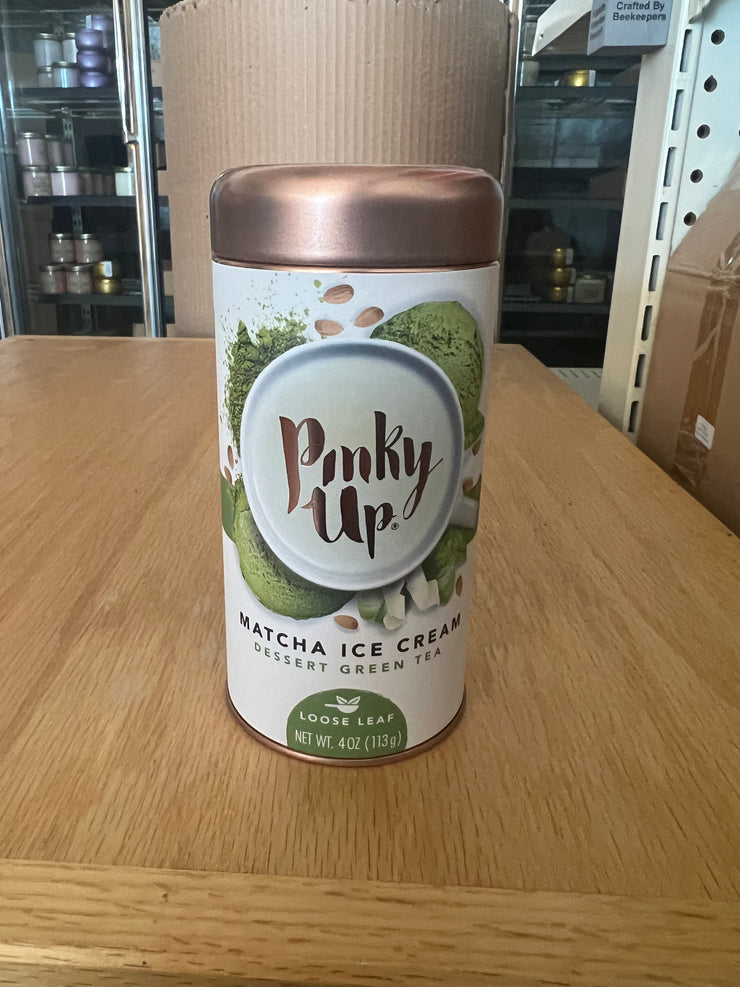 Crafted By
Beekeepers
Pinky
Up®
MATCHA ICE CREAM
DESSERT GREEN TEA
LOOSE LEAF
NET WT. 4 OZ (113 g)